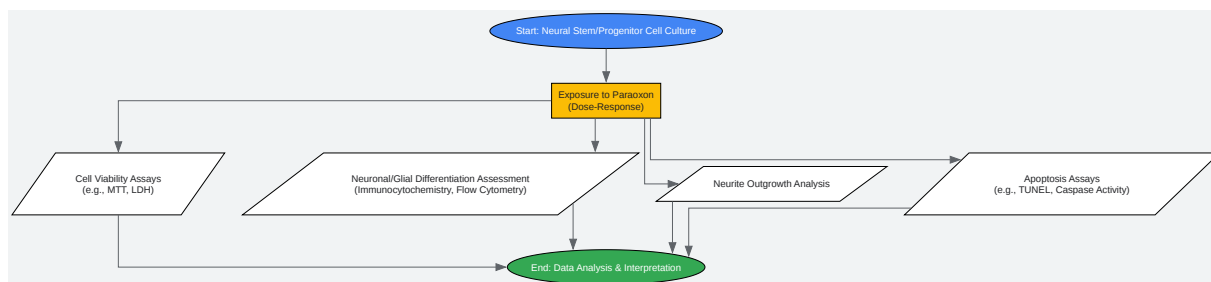 Start: Neural Stem/Progenitor Cell Culture
Exposure to Paraoxon
(Dose-Response)
Cell Viability Assays
(e.g., MTT, LDH)
Neuronal/Glial Differentiation Assessment
(Immunocytochemistry, Flow Cytometry)
Neurite Outgrowth Analysis
Apoptosis Assays
(e.g., TUNEL, Caspase Activity)
End: Data Analysis & Interpretation